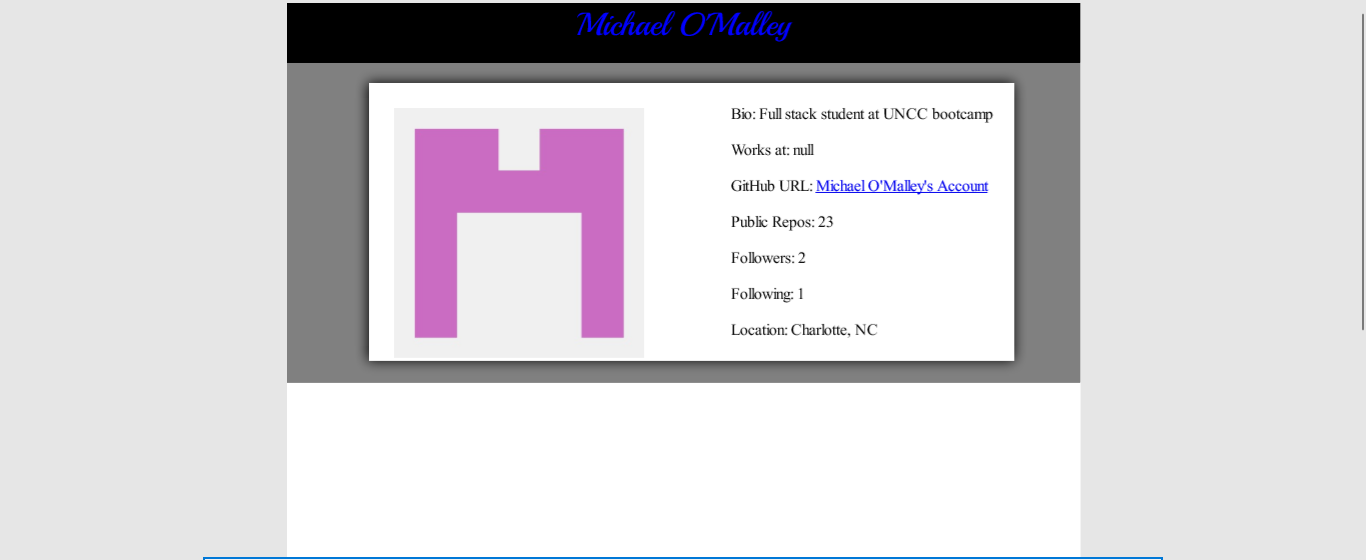 Michael O'Malley
Bio: Full stack student at UNCC bootcamp
Works at: null
GitHub URL: Michael O'Malley's Account
Public Repos: 23
Followers: 2
Following: 1
Location: Charlotte, NC